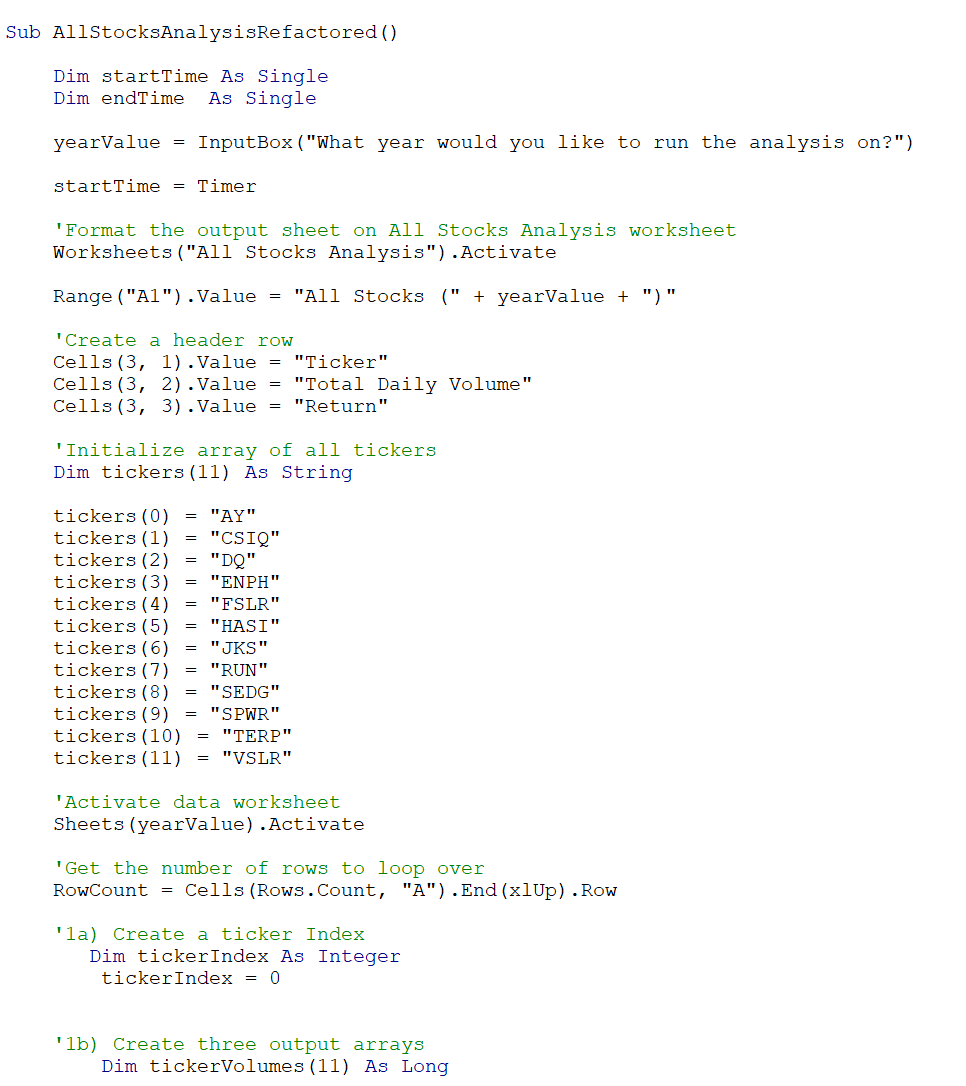 Sub AllStocksAnalysisRefactored()
Dim startTime As Single
Dim endTime  As Single
yearValue = InputBox("What year would you like to run the analysis on?")
startTime = Timer
'Format the output sheet on All Stocks Analysis worksheet
Worksheets("All Stocks Analysis").Activate
Range("A1").Value = "All Stocks (" + yearValue + ")"
'Create a header row
Cells(3, 1).Value = "Ticker"
Cells(3, 2).Value = "Total Daily Volume"
Cells(3, 3).Value = "Return"
'Initialize array of all tickers
Dim tickers(11) As String
tickers(0) = "AY"
tickers(1) = "CSIQ"
tickers(2) = "DQ"
tickers(3) = "ENPH"
tickers(4) = "FSLR"
tickers(5) = "HASI"
tickers(6) = "JKS"
tickers(7) = "RUN"
tickers(8) = "SEDG"
tickers(9) = "SPWR"
tickers(10) = "TERP"
tickers(11) = "VSLR"
'Activate data worksheet
Sheets(yearValue).Activate
'Get the number of rows to loop over
RowCount = Cells(Rows.Count, "A").End(xlUp).Row
'1a) Create a ticker Index
Dim tickerIndex As Integer
tickerIndex = 0
'1b) Create three output arrays
Dim tickerVolumes(11) As Long